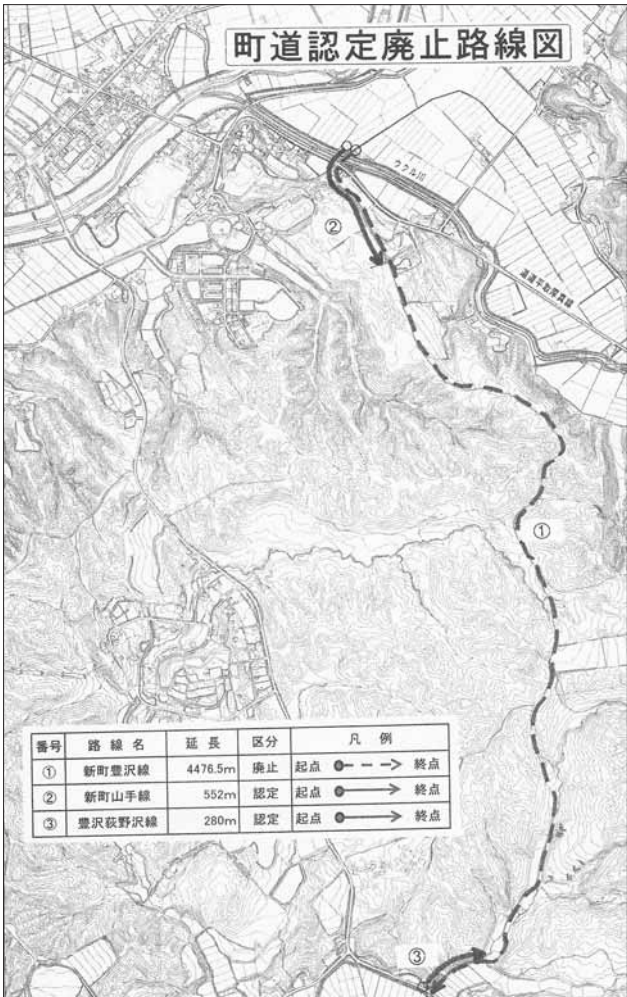 町道認定廃止路線図
ウクル川
②
①
番号 路線名 延長 区分 凡例
① 新町豊沢線 4476.5m 廃止 起点 終点
② 新町山手線 552m 認定 起点 終点
③ 豊沢荻野沢線 280m 認定 起点 終点
③